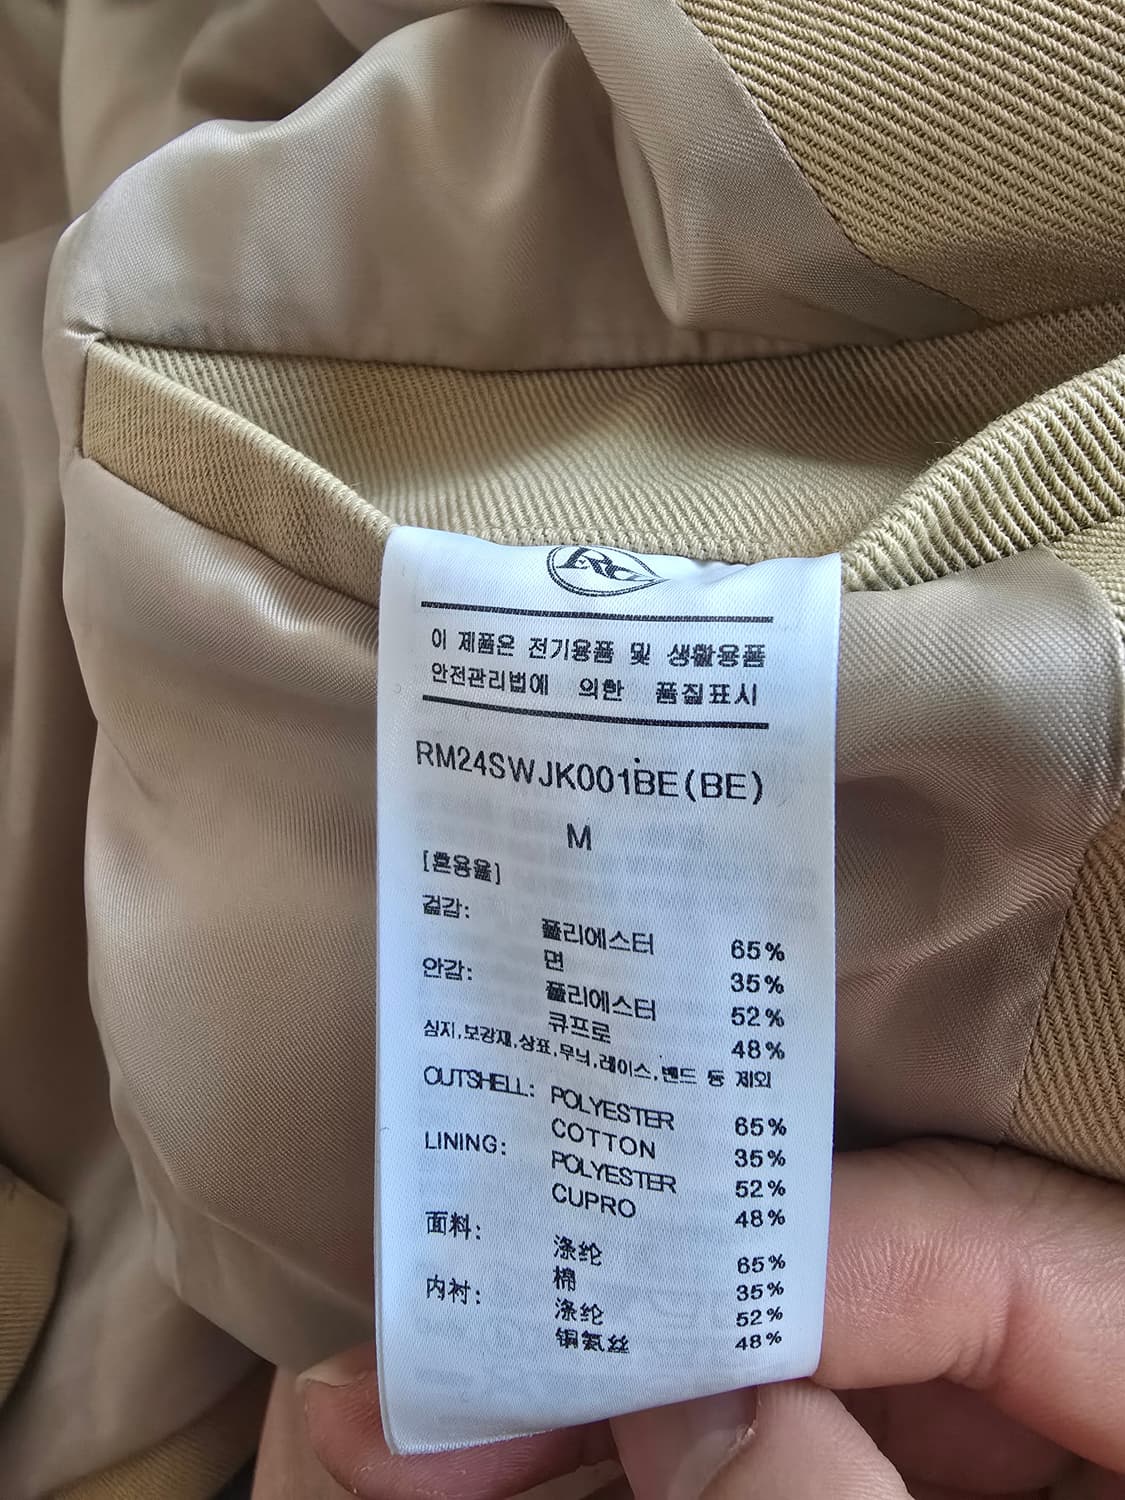 이 제품은 전기용품 및 생활용품
안전관리법에 의한 품질표시
RM24SWJK001BE(BE)
M
[혼용율]
겉감:
폴리에스터 65%
면 35%
안감:
폴리에스터 52%
큐프로 48%
심지,보강재,상표,무늬,레이스,밴드 등 제외
OUTSHELL: POLYESTER 65%
COTTON 35%
LINING: POLYESTER 52%
CUPRO 48%
面料:
涤纶 65%
棉 35%
内衬:
涤纶 52%
铜氨丝 48%